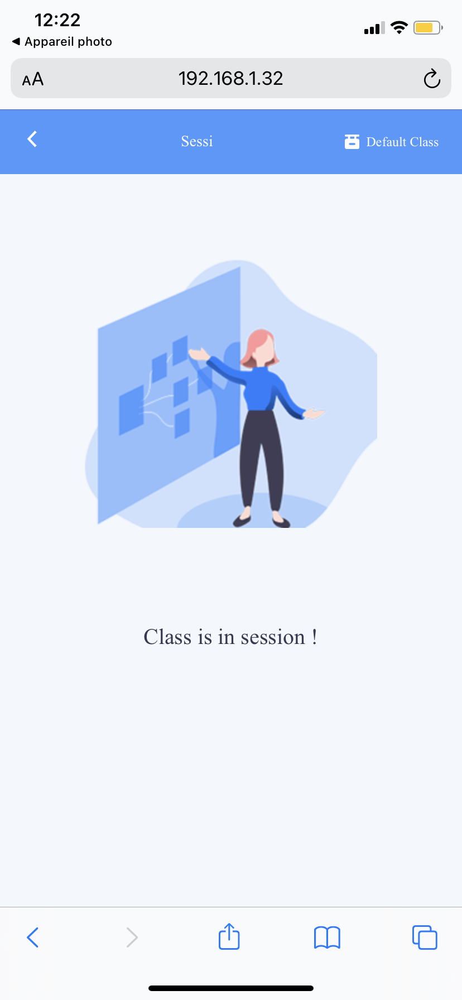 12:22
◀ Appareil photo
AA 192.168.1.32
Sessi Default Class
Class is in session !